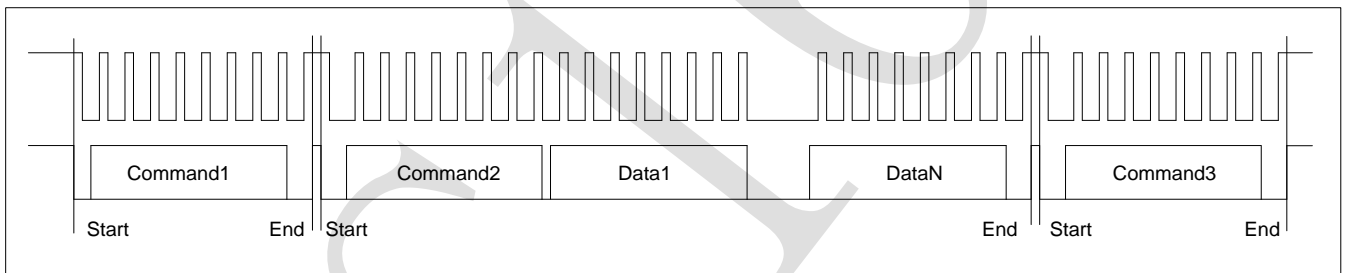 Command1 Command2 Data1 DataN Command3
Start End Start End Start End